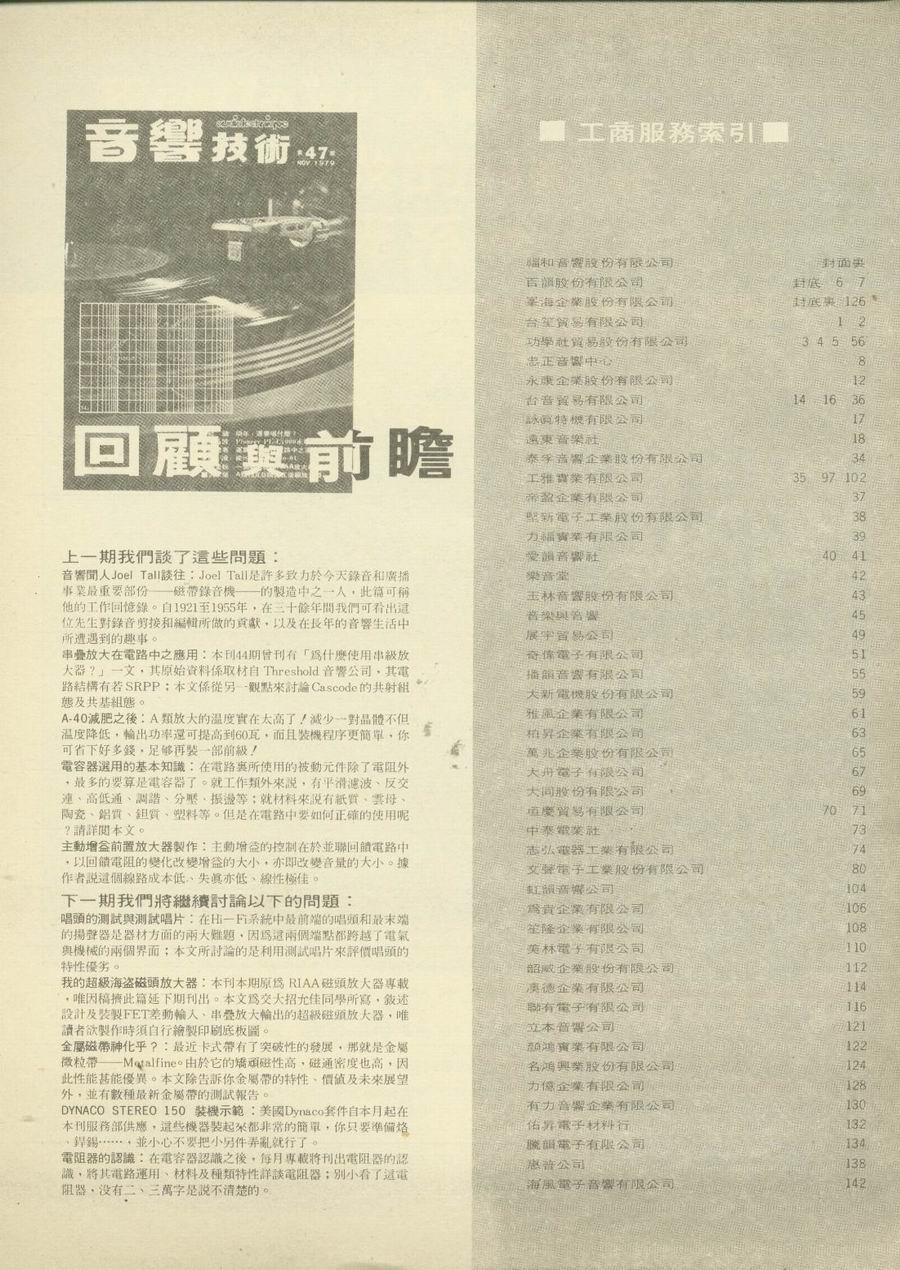 音響技術
第47期
NOV 1979
回顧與前瞻
上一期我們談了這些問題：
音響聞人Joel Tall談往：Joel Tall是許多致力於今天錄音和廣播
事業最重要部份──磁帶錄音機──的製造中之一人，此篇可稱
他的工作回憶錄。自1921至1955年，在三十餘年間我們可看出這
位先生對錄音剪接和編輯所做的貢獻，以及在長年的音響生活中
所遭遇到的趣事。
串疊放大在電路中之應用：本刊44期曾刊有「爲什麼使用串級放
大器？」一文，其原始資料係取材自 Threshold 音響公司，其電
路結構有若 SRPP；本文係從另一觀點來討論 Cascode 的共射組
態及共基組態。
A-40減肥之後：A 類放大的温度實在太高了！減少一對晶體不但
温度降低，輸出功率還可提高到60瓦，而且裝機程序更簡單，你
可省下好多錢，足够再裝一部前級！
電容器選用的基本知識：在電路裏所使用的被動元件除了電阻外
，最多的要算是電容器了。就工作類外來說，有平滑濾波、反交
連、高低通、調諧、分壓、振盪等；就材料來說有紙質、雲母、
陶瓷、鋁質、鉭質、塑料等。但是在電路中要如何正確的使用呢
？請詳閱本文。
主動增益前置放大器製作：主動增益的控制在於並聯回饋電路中
，以回饋電阻的變化改變增益的大小，亦即改變音量的大小。據
作者說這個線路成本低、失眞亦低、線性極佳。
下一期我們將繼續討論以下的問題：
唱頭的測試與測試唱片：在Hi－Fi系統中最前端的唱頭和最末端
的揚聲器是器材方面的兩大難題，因爲這兩個端點都跨越了電氣
與機械的兩個界面；本文所討論的是利用測試唱片來評價唱頭的
特性優劣。
我的超級海盜磁頭放大器：本刊本期原爲 RIAA 磁頭放大器專載
，唯因稿擠此篇延下期刊出。本文爲交大招允佳同學所寫，敘述
設計及裝製FET差動輸入、串疊放大輸出的超級磁頭放大器，唯
讀者欲製作時須自行繪製印刷底板圖。
金屬磁帶神化乎？：最近卡式帶有了突破性的發展，那就是金屬
微粒帶──Metalfine。由於它的矯頑磁性高，磁通密度也高，因
此性能甚能優異。本文除告訴你金屬帶的特性、價値及未來展望
外，並有數種最新金屬帶的測試報告。
DYNACO STEREO 150 裝機示範：美國Dynaco套件自本月起在
本刊服務部供應，這些機器裝起來都非常的簡單，你只要準備烙
、銲錫……，並小心不要把小另件弄亂就行了。
電阻器的認識：在電容器認識之後，每月專載將刊出電阻器的認
識，將其電路運用、材料及種類特性詳談電阻器；別小看了這電
阻器，没有二、三萬字是說不清楚的。
■ 工商服務索引 ■
福和音響股份有限公司 封面裏
百韻股份有限公司 封底 6 7
峯海企業股份有限公司 封底裏 126
台笙貿易有限公司 1 2
功學社貿易股份有限公司 3 4 5 56
忠正音響中心 8
永康企業股份有限公司 12
台音貿易有限公司 14 16 36
詠眞特機有限公司 17
遠東音樂社 18
泰孚音響企業股份有限公司 34
工雅實業有限公司 35 97 102
帝盈企業有限公司 37
堅新電子工業股份有限公司 38
力福實業有限公司 39
愛韻音響社 40 41
樂音堂 42
玉林音響股份有限公司 43
音樂與音響 45
展宇貿易公司 49
奇偉電子有限公司 51
播韻音響有限公司 55
大新電機股份有限公司 59
雅風企業有限公司 61
柏昇企業有限公司 63
萬兆企業股份有限公司 65
大舟電子有限公司 67
大同股份有限公司 69
垣慶貿易有限公司 70 71
中泰電業社 73
志弘電器工業有限公司 74
文聲電子工業股份有限公司 80
虹韻音響公司 104
爲貴企業有限公司 106
笙隆企業有限公司 108
美林電子有限公司 110
韶威企業股份有限公司 112
漢德企業有限公司 114
聯有電子有限公司 116
立本音響公司 121
顏鴻實業有限公司 122
名鴻興業股份有限公司 124
力億企業有限公司 128
有力音響企業有限公司 130
佑昇電子材料行 132
騰韻電子有限公司 134
崽普公司 138
海風電子音響有限公司 142